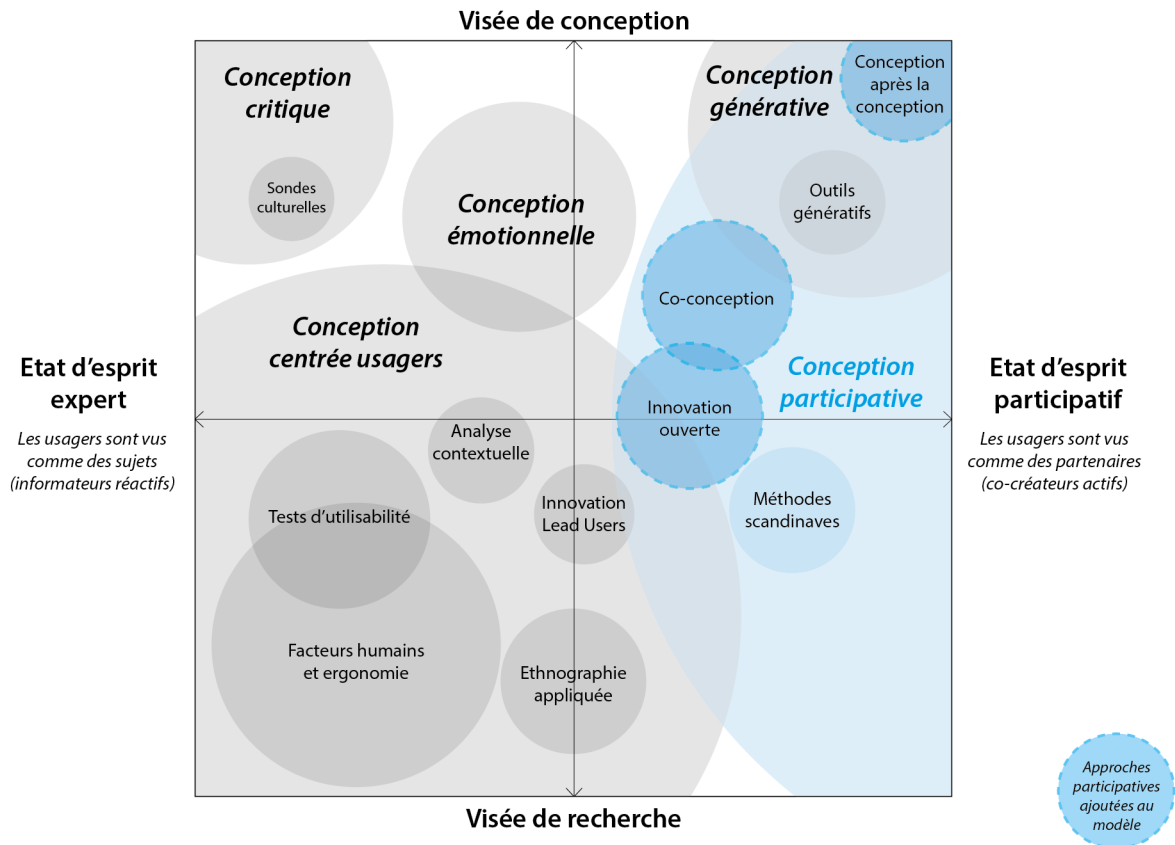 Visée de conception
Conception
critique
Conception
générative
Conception
après la
conception
Sondes
culturelles
Conception
émotionnelle
Outils
génératifs
Co-conception
Conception
centrée usagers
Etat d’esprit
expert
Les usagers sont vus
comme des sujets
(informateurs réactifs)
Conception
participative
Etat d’esprit
participatif
Les usagers sont vus
comme des partenaires
(co-créateurs actifs)
Innovation
ouverte
Analyse
contextuelle
Tests d’utilisabilité
Innovation
Lead Users
Méthodes
scandinaves
Facteurs humains
et ergonomie
Ethnographie
appliquée
Visée de recherche
Approches
participatives
ajoutées au
modèle